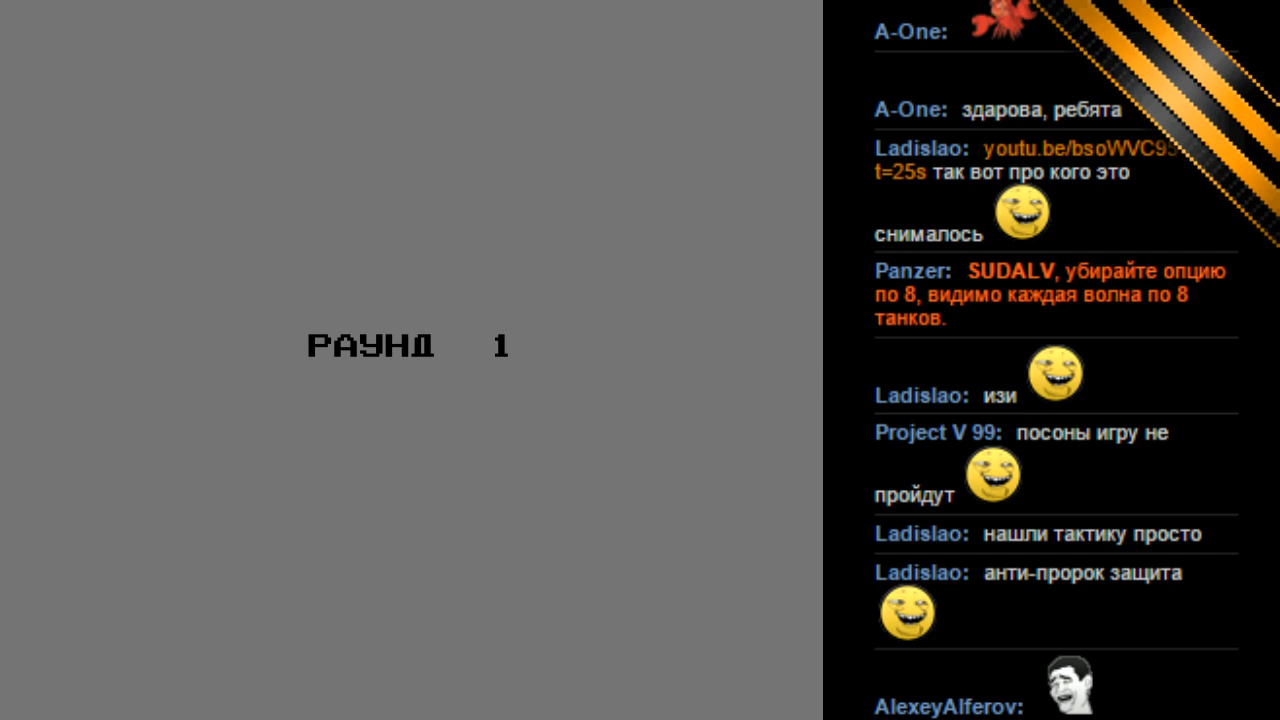 РАУНД 1
A-One:
A-One: здарова, ребята
Ladislao: youtu.be/bsoWVC9
t=25s так вот про кого это
снималось
Panzer: SUDALV, убирайте опцию
по 8, видимо каждая волна по 8
танков.
Ladislao: изи
Project V 99: посоны игру не
пройдут
Ladislao: нашли тактику просто
Ladislao: анти-пророк защита
AlexeyAlferov: